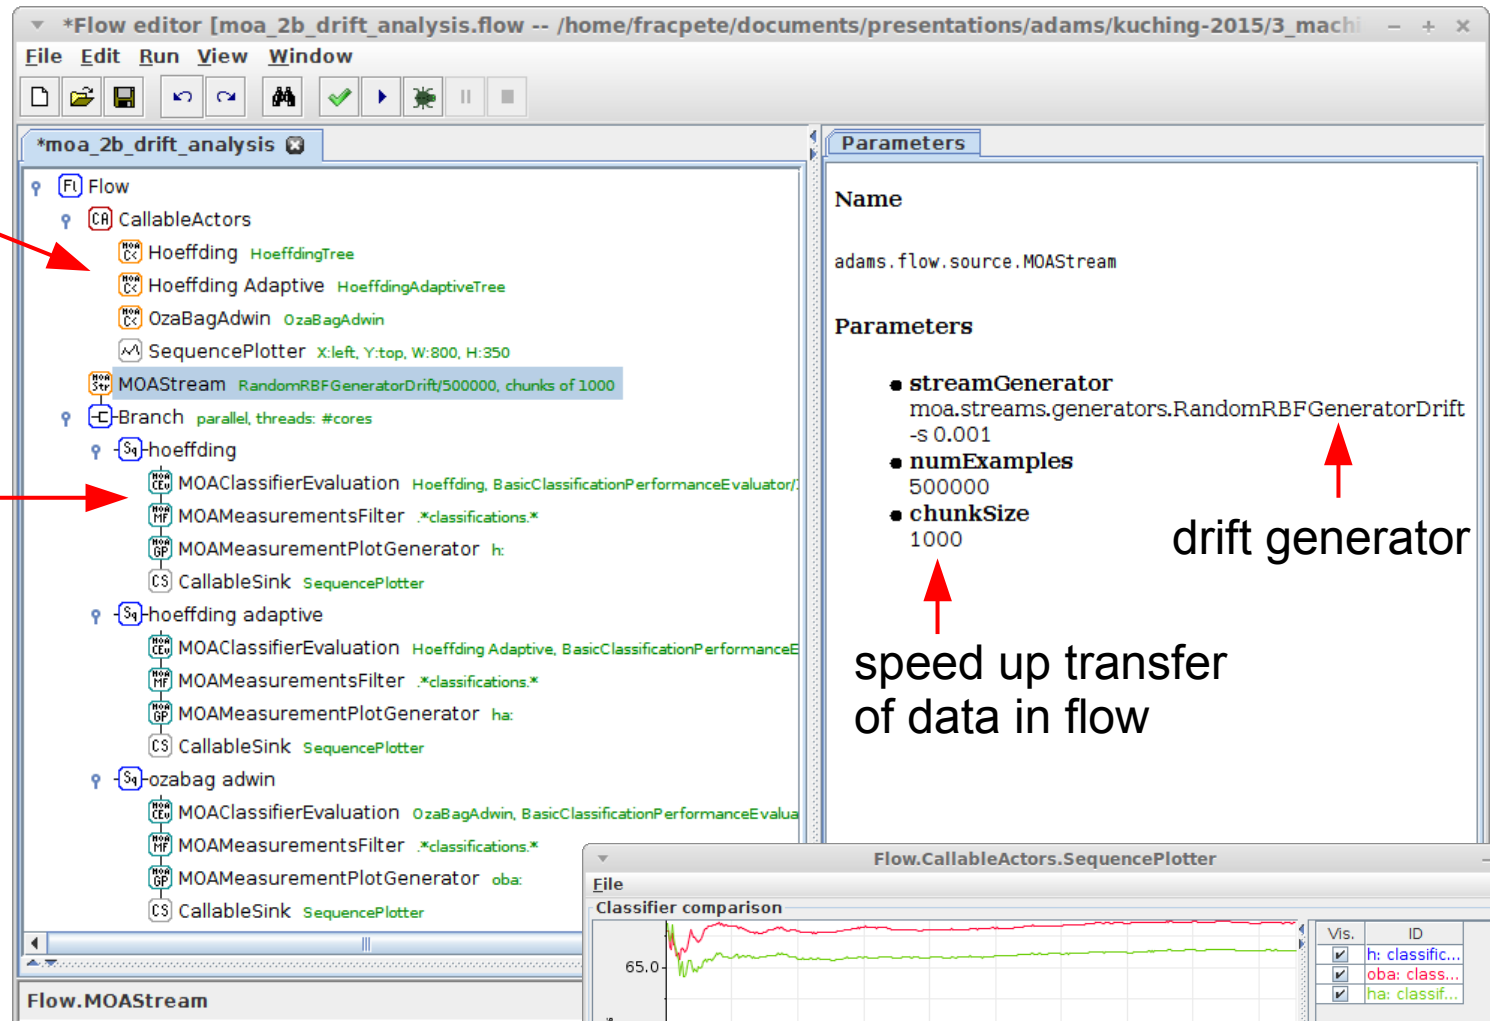 *Flow editor [moa_2b_drift_analysis.flow -- /home/fracpete/documents/presentations/adams/kuching-2015/3_machi
File Edit Run View Window
*moa_2b_drift_analysis
Flow
CallableActors
Hoeffding HoeffdingTree
Hoeffding Adaptive HoeffdingAdaptiveTree
OzaBagAdwin OzaBagAdwin
SequencePlotter X:left, Y:top, W:800, H:350
MOAStream RandomRBFGeneratorDrift/500000, chunks of 1000
Branch parallel, threads: #cores
hoeffding
MOAClassifierEvaluation Hoeffding, BasicClassificationPerformanceEvaluator/
MOAMeasurementsFilter .*classifications.*
MOAMeasurementPlotGenerator h:
CallableSink SequencePlotter
hoeffding adaptive
MOAClassifierEvaluation Hoeffding Adaptive, BasicClassificationPerformanceE
MOAMeasurementsFilter .*classifications.*
MOAMeasurementPlotGenerator ha:
CallableSink SequencePlotter
ozabag adwin
MOAClassifierEvaluation OzaBagAdwin, BasicClassificationPerformanceEvalua
MOAMeasurementsFilter .*classifications.*
MOAMeasurementPlotGenerator oba:
CallableSink SequencePlotter
Flow.MOAStream
Parameters
Name
adams.flow.source.MOAStream
Parameters
streamGenerator
moa.streams.generators.RandomRBFGeneratorDrift
-s 0.001
numExamples
500000
chunkSize
1000
drift generator
speed up transfer
of data in flow
Flow.CallableActors.SequencePlotter
File
Classifier comparison
65.0
Vis. ID
h: classific...
oba: class...
ha: classif...